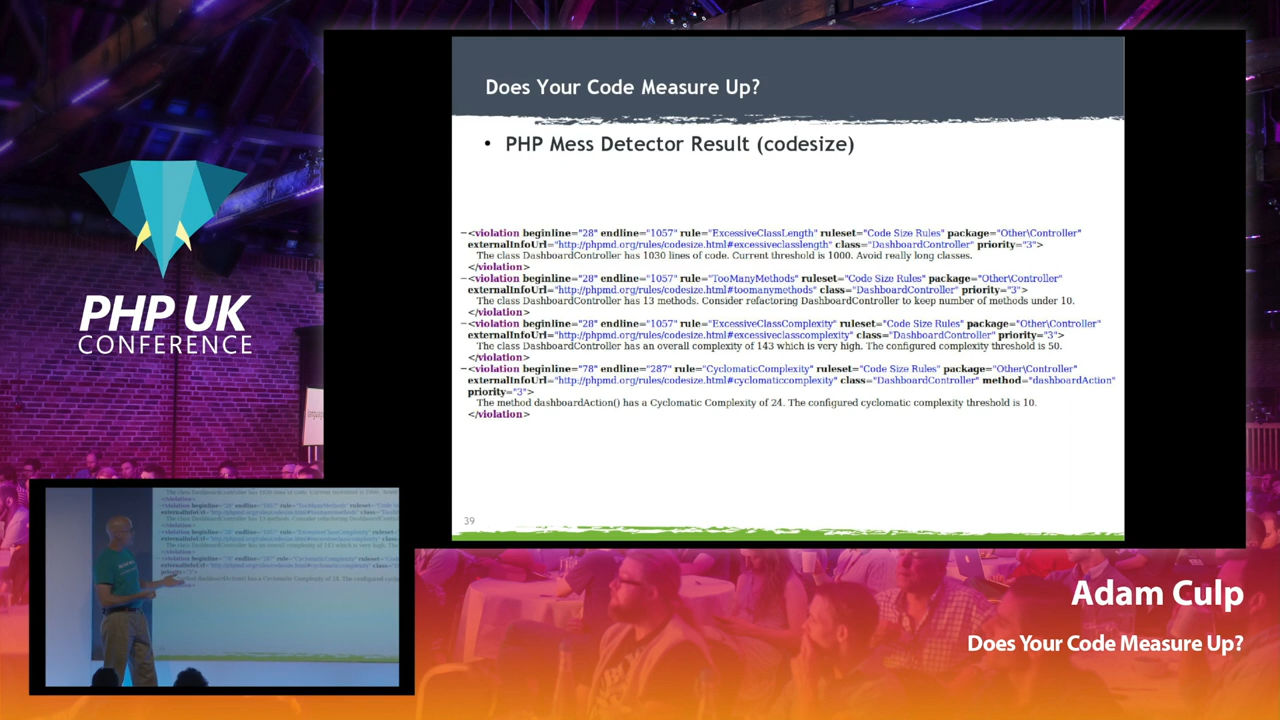 Does Your Code Measure Up?
• PHP Mess Detector Result (codesize)
−<violation beginline="28" endline="1057" rule="ExcessiveClassLength" ruleset="Code Size Rules" package="Other\Controller"
externalInfoUrl="http://phpmd.org/rules/codesize.html#excessiveclasslength" class="DashboardController" priority="3">
The class DashboardController has 1030 lines of code. Current threshold is 1000. Avoid really long classes.
</violation>
−<violation beginline="28" endline="1057" rule="TooManyMethods" ruleset="Code Size Rules" package="Other\Controller"
externalInfoUrl="http://phpmd.org/rules/codesize.html#toomanymethods" class="DashboardController" priority="3">
The class DashboardController has 13 methods. Consider refactoring DashboardController to keep number of methods under 10.
</violation>
−<violation beginline="28" endline="1057" rule="ExcessiveClassComplexity" ruleset="Code Size Rules" package="Other\Controller"
externalInfoUrl="http://phpmd.org/rules/codesize.html#excessiveclasscomplexity" class="DashboardController" priority="3">
The class DashboardController has an overall complexity of 143 which is very high. The configured complexity threshold is 50.
</violation>
−<violation beginline="78" endline="287" rule="CyclomaticComplexity" ruleset="Code Size Rules" package="Other\Controller"
externalInfoUrl="http://phpmd.org/rules/codesize.html#cyclomaticcomplexity" class="DashboardController" method="dashboardAction"
priority="3">
The method dashboardAction() has a Cyclomatic Complexity of 24. The configured cyclomatic complexity threshold is 10.
</violation>
39
PHP UK
CONFERENCE
Adam Culp
Does Your Code Measure Up?